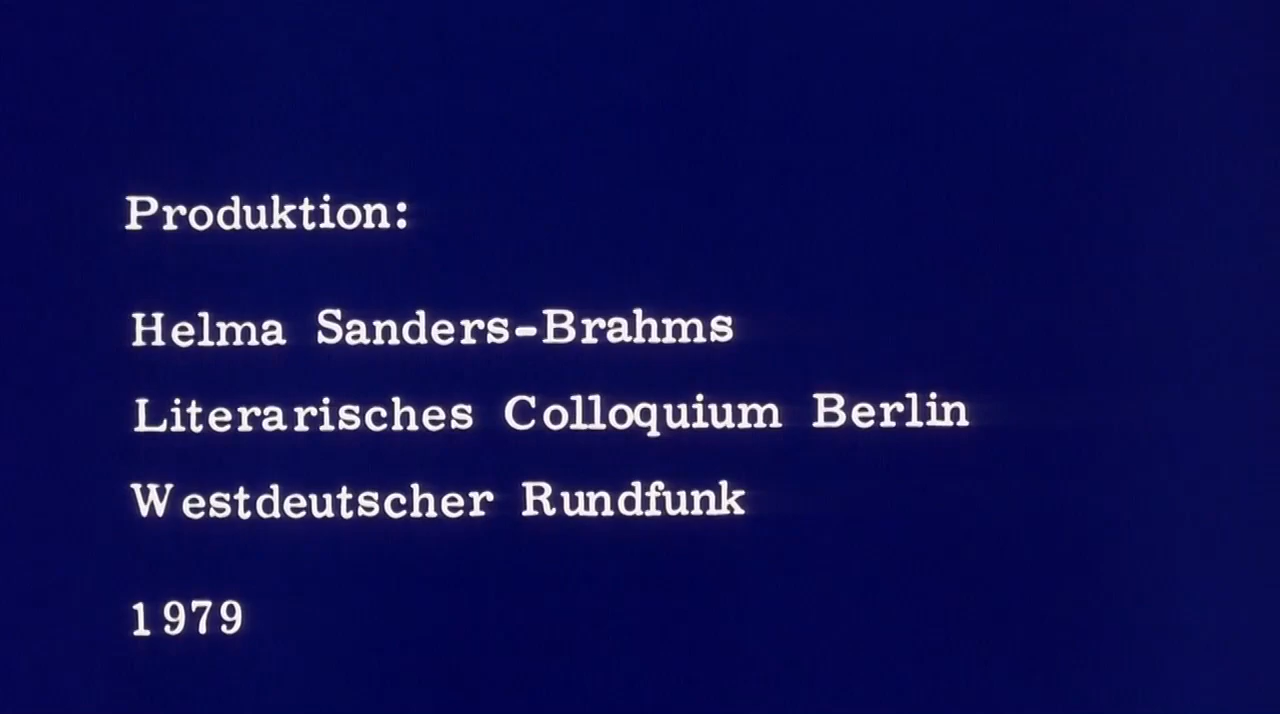 Produktion:
Helma Sanders-Brahms
Literarisches Colloquium Berlin
Westdeutscher Rundfunk
1979